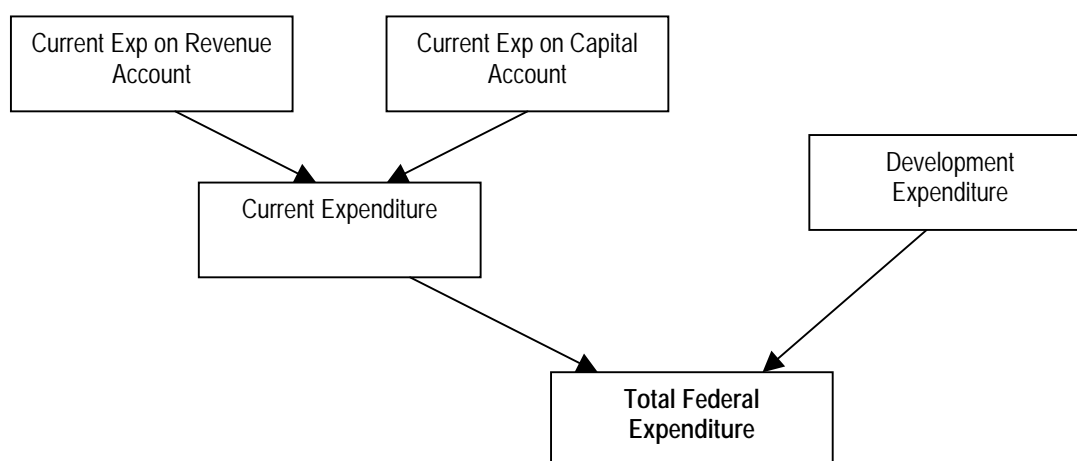 Current Exp on Revenue
Account
Current Exp on Capital
Account
Development
Expenditure
Current Expenditure
Total Federal
Expenditure